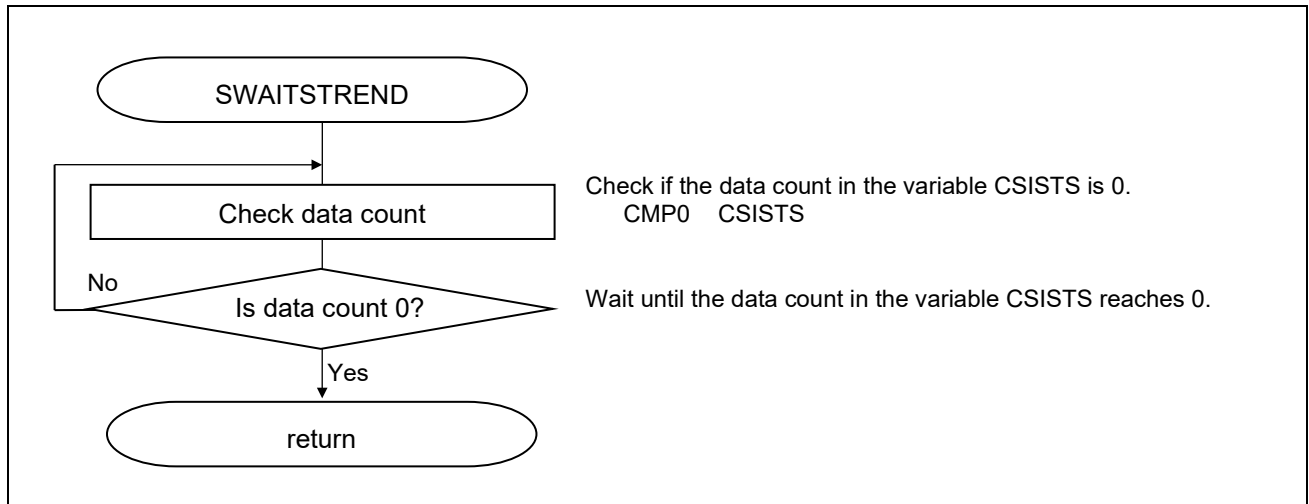 SWAITSTREND
Check data count
Check if the data count in the variable CSISTS is 0.
CMP0 CSISTS
No
Is data count 0?
Wait until the data count in the variable CSISTS reaches 0.
Yes
return